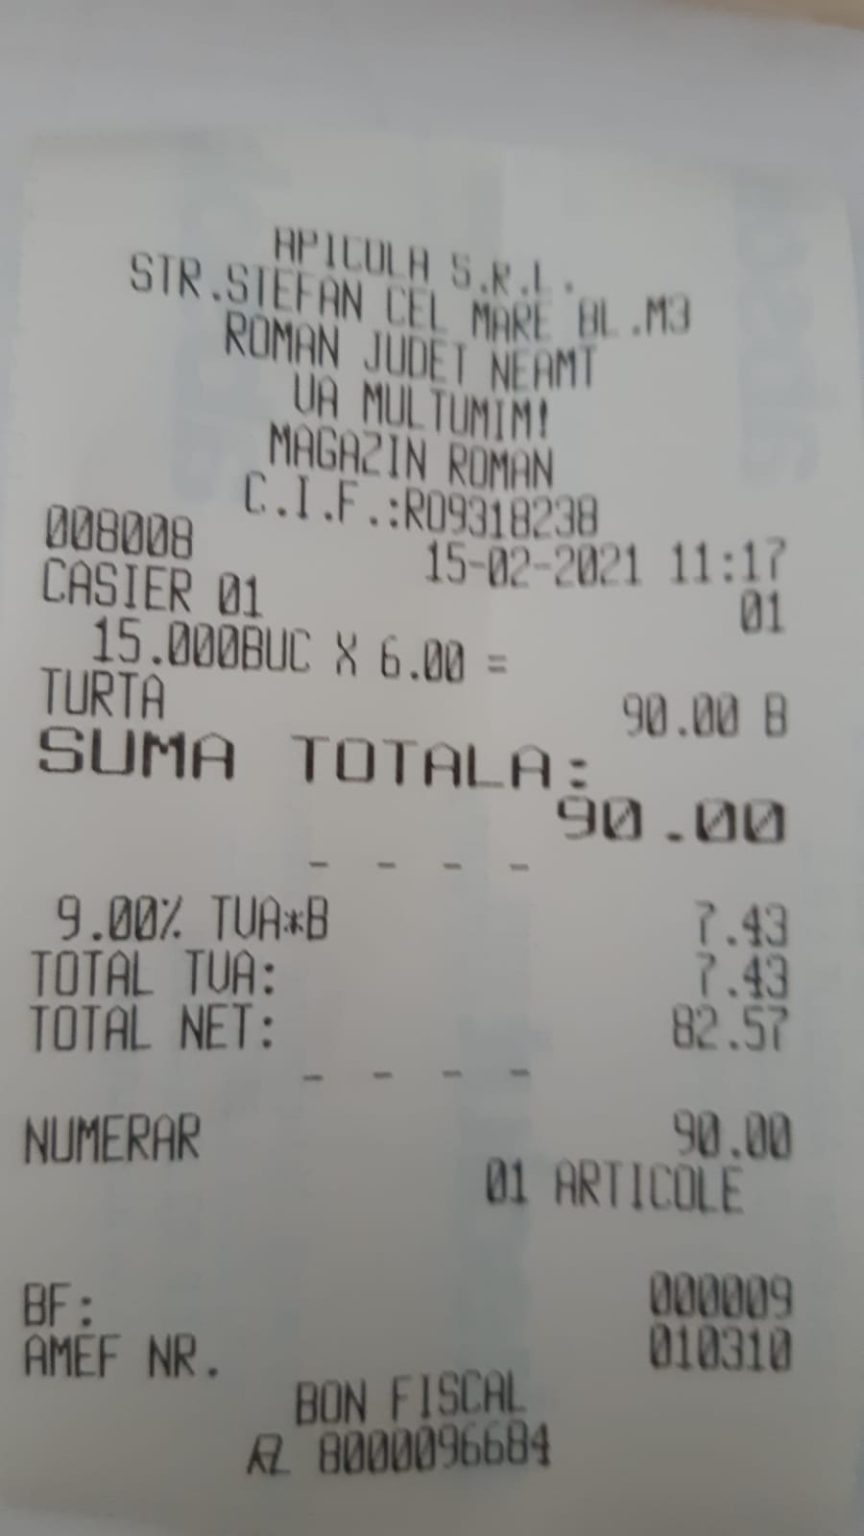 APICOLA S.R.L.
STR.STEFAN CEL MARE BL.M3
ROMAN JUDET NEAMT
VA MULTUMIM!
MAGAZIN ROMAN
C.I.F.:RO9318238
008008 15-02-2021 11:17
CASIER 01 01
15.000BUC X 6.00 =
TURTA 90.00 B
SUMA TOTALA:
90.00
- - - -
9.00% TVA*B 7.43
TOTAL TVA: 7.43
TOTAL NET: 82.57
- - - -
NUMERAR 90.00
01 ARTICOLE
BF: 000009
AMEF NR. 010310
BON FISCAL
8000096684